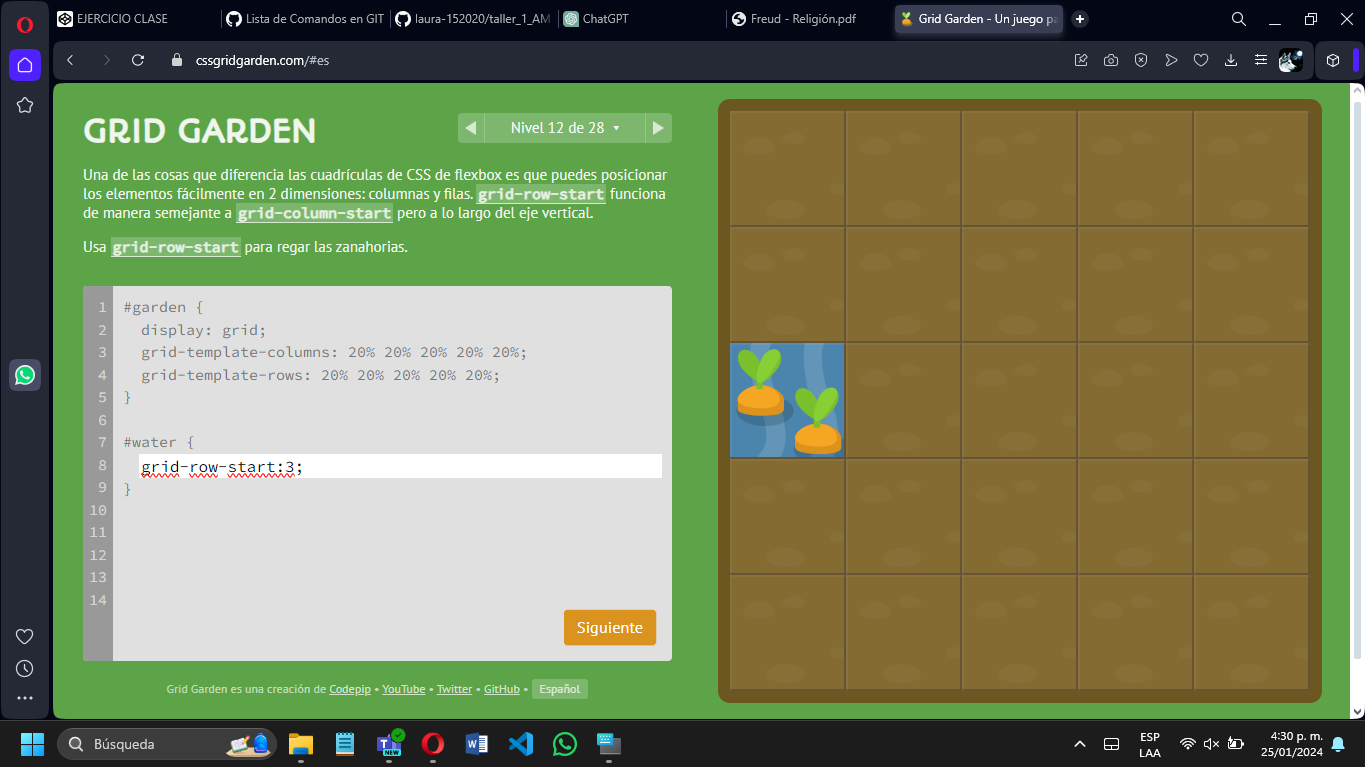 EJERCICIO CLASE
Lista de Comandos en GIT
laura-152020/taller_1_AM
ChatGPT
Freud - Religión.pdf
Grid Garden - Un juego pa
cssgridgarden.com/#es
GRID GARDEN
Nivel 12 de 28
Una de las cosas que diferencia las cuadrículas de CSS de flexbox es que puedes posicionar
los elementos fácilmente en 2 dimensiones: columnas y filas. grid-row-start funciona
de manera semejante a grid-column-start pero a lo largo del eje vertical.
Usa grid-row-start para regar las zanahorias.
1 #garden {
2 display: grid;
3 grid-template-columns: 20% 20% 20% 20% 20%;
4 grid-template-rows: 20% 20% 20% 20% 20%;
5 }
6
7 #water {
8 grid-row-start:3;
9 }
10
11
12
13
14
Siguiente
Grid Garden es una creación de Codepip • YouTube • Twitter • GitHub • Español
Búsqueda
NEW
ESP
LAA
4:30 p. m.
25/01/2024